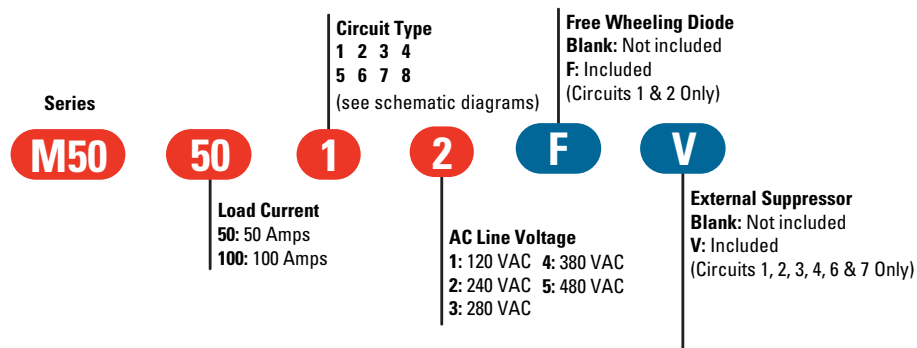 Circuit Type
1 2 3 4
5 6 7 8
(see schematic diagrams)
Free Wheeling Diode
Blank: Not included
F: Included
(Circuits 1 & 2 Only)
Series
M50 50 1 2 F V
Load Current
50: 50 Amps
100: 100 Amps
AC Line Voltage
1: 120 VAC 4: 380 VAC
2: 240 VAC 5: 480 VAC
3: 280 VAC
External Suppressor
Blank: Not included
V: Included
(Circuits 1, 2, 3, 4, 6 & 7 Only)